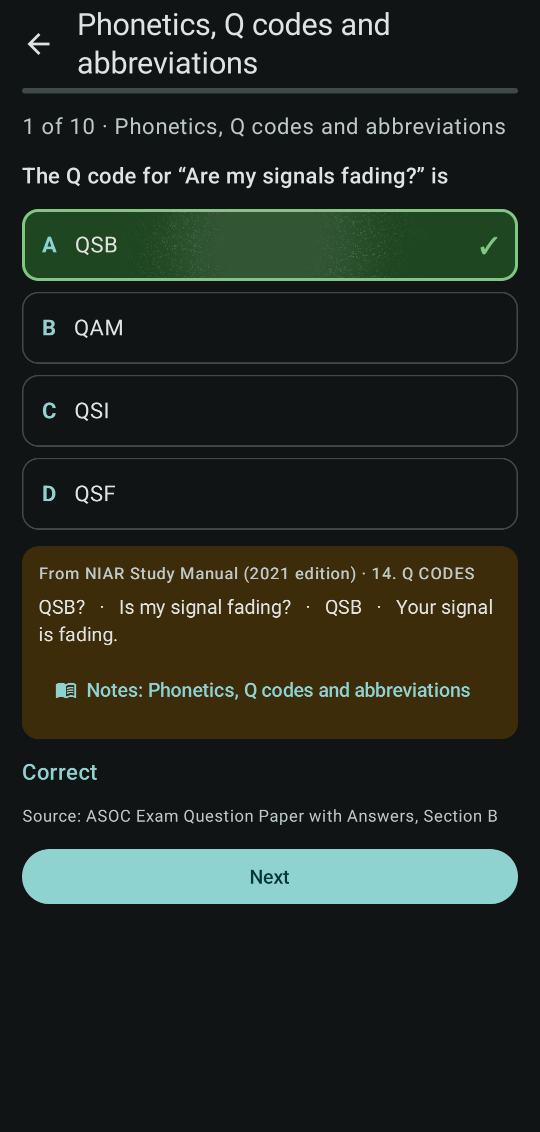 Phonetics, Q codes and
abbreviations
1 of 10 · Phonetics, Q codes and abbreviations
The Q code for “Are my signals fading?” is
A QSB ✓
B QAM
C QSI
D QSF
From NIAR Study Manual (2021 edition) · 14. Q CODES
QSB? · Is my signal fading? · QSB · Your signal
is fading.
Notes: Phonetics, Q codes and abbreviations
Correct
Source: ASOC Exam Question Paper with Answers, Section B
Next